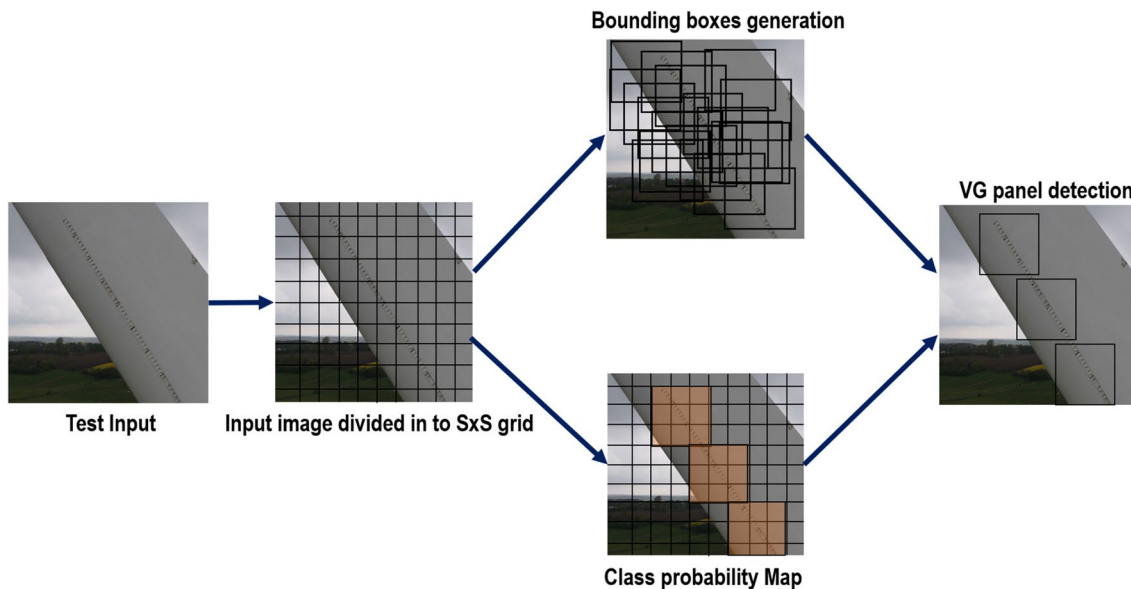 Bounding boxes generation
VG panel detection
Test Input
Input image divided in to SxS grid
Class probability Map